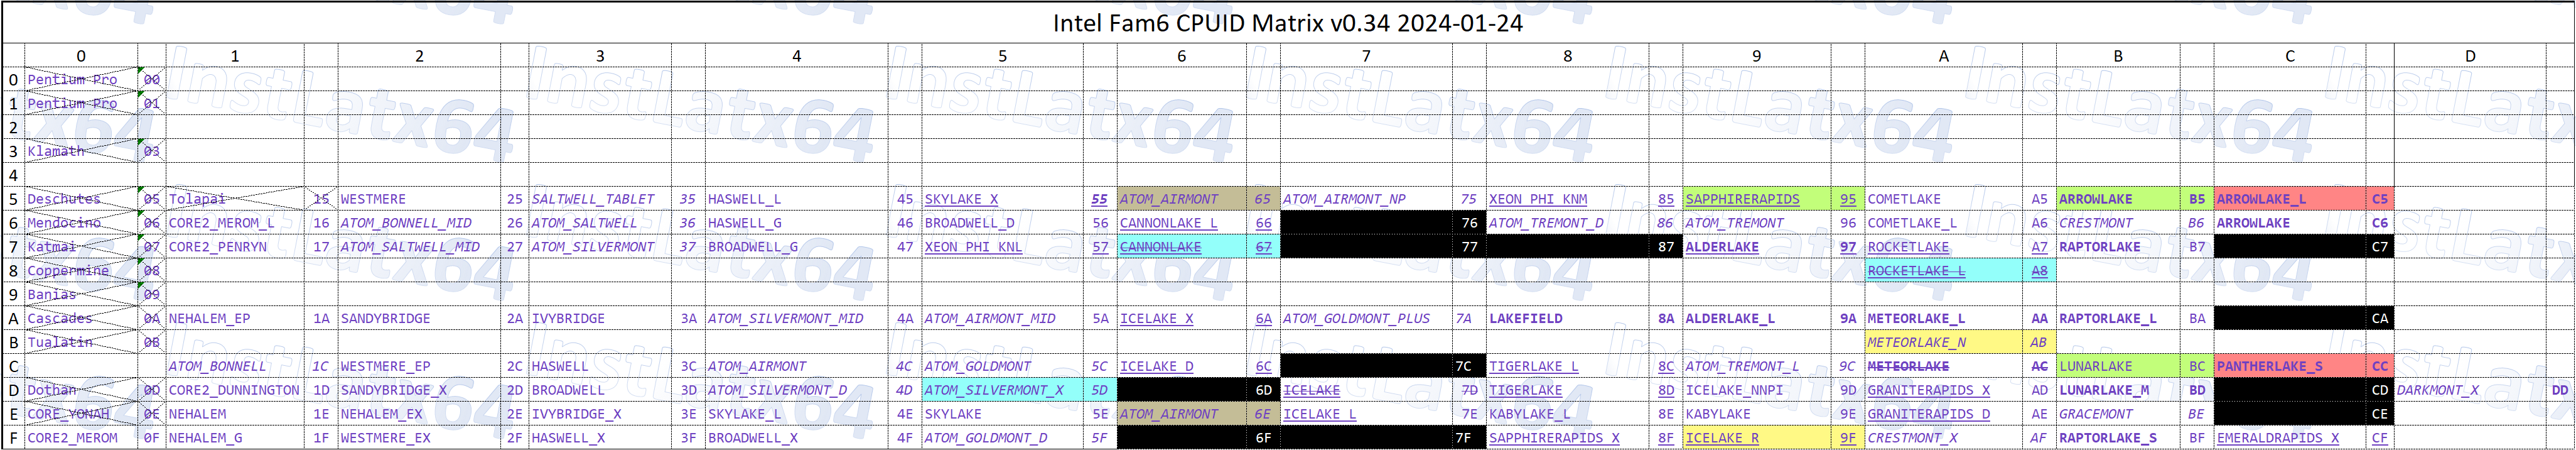 Intel Fam6 CPUID Matrix v0.34 2024-01-24
0 1 2 3 4 5 6 7 8 9 A B C D
0 Pentium Pro 00
1 Pentium Pro 01
2
3 Klamath 03
4
5 Deschutes 05 Tolapai 15 WESTMERE 25 SALTWELL_TABLET 35 HASWELL_L 45 SKYLAKE_X 55 ATOM_AIRMONT 65 ATOM_AIRMONT_NP 75 XEON_PHI_KNM 85 SAPPHIRERAPIDS 95 COMETLAKE A5 ARROWLAKE B5 ARROWLAKE_L C5
6 Mendocino 06 CORE2_MEROM_L 16 ATOM_BONNELL_MID 26 ATOM_SALTWELL 36 HASWELL_G 46 BROADWELL_D 56 CANNONLAKE_L 66 76 ATOM_TREMONT_D 86 ATOM_TREMONT 96 COMETLAKE_L A6 CRESTMONT B6 ARROWLAKE C6
7 Katmai 07 CORE2_PENRYN 17 ATOM_SALTWELL_MID 27 ATOM_SILVERMONT 37 BROADWELL_G 47 XEON_PHI_KNL 57 CANNONLAKE 67 77 87 ALDERLAKE 97 ROCKETLAKE A7 RAPTORLAKE B7 C7
8 Coppermine 08 ROCKETLAKE_L A8
9 Banias 09
A Cascades 0A NEHALEM_EP 1A SANDYBRIDGE 2A IVYBRIDGE 3A ATOM_SILVERMONT_MID 4A ATOM_AIRMONT_MID 5A ICELAKE_X 6A ATOM_GOLDMONT_PLUS 7A LAKEFIELD 8A ALDERLAKE_L 9A METEORLAKE_L AA RAPTORLAKE_L BA CA
B Tualatin 0B METEORLAKE_N AB
C ATOM_BONNELL 1C WESTMERE_EP 2C HASWELL 3C ATOM_AIRMONT 4C ATOM_GOLDMONT 5C ICELAKE_D 6C 7C TIGERLAKE_L 8C ATOM_TREMONT_L 9C METEORLAKE AC LUNARLAKE BC PANTHERLAKE_S CC
D Dothan 0D CORE2_DUNNINGTON 1D SANDYBRIDGE_X 2D BROADWELL 3D ATOM_SILVERMONT_D 4D ATOM_SILVERMONT_X 5D 6D ICELAKE 7D TIGERLAKE 8D ICELAKE_NNPI 9D GRANITERAPIDS_X AD LUNARLAKE_M BD CD DARKMONT_X DD
E CORE_YONAH 0E NEHALEM 1E NEHALEM_EX 2E IVYBRIDGE_X 3E SKYLAKE_L 4E SKYLAKE 5E ATOM_AIRMONT 6E ICELAKE_L 7E KABYLAKE_L 8E KABYLAKE 9E GRANITERAPIDS_D AE GRACEMONT BE CE
F CORE2_MEROM 0F NEHALEM_G 1F WESTMERE_EX 2F HASWELL_X 3F BROADWELL_X 4F ATOM_GOLDMONT_D 5F 6F 7F SAPPHIRERAPIDS_X 8F ICELAKE_R 9F CRESTMONT_X AF RAPTORLAKE_S BF EMERALDRAPIDS_X CF
InstLatx64